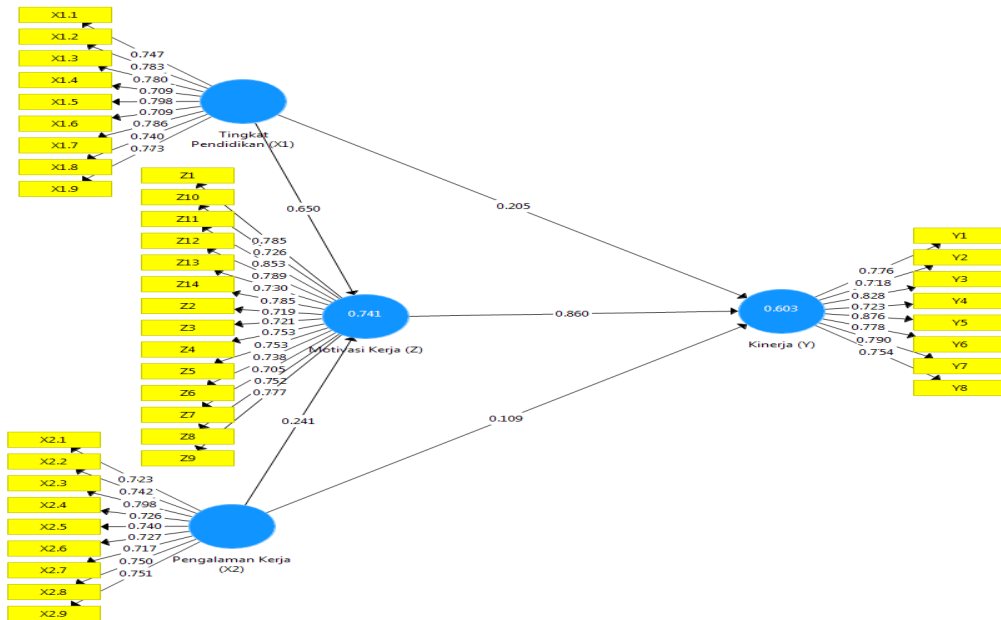 X1.1
X1.2
X1.3
X1.4
X1.5
X1.6
X1.7
X1.8
X1.9
0.747
0.783
0.780
0.709
0.798
0.709
0.786
0.740
0.773
Tingkat
Pendidikan (X1)
0.650
0.205
Z1
Z10
Z11
Z12
Z13
Z14
Z2
Z3
Z4
Z5
Z6
Z7
Z8
Z9
0.785
0.726
0.853
0.789
0.730
0.785
0.719
0.721
0.753
0.753
0.738
0.705
0.752
0.777
0.741
Motivasi Kerja (Z)
0.860
0.241
0.109
X2.1
X2.2
X2.3
X2.4
X2.5
X2.6
X2.7
X2.8
X2.9
0.723
0.742
0.798
0.726
0.740
0.727
0.717
0.750
0.751
Pengalaman Kerja
(X2)
0.603
Kinerja (Y)
0.776
0.718
0.828
0.723
0.876
0.778
0.790
0.754
Y1
Y2
Y3
Y4
Y5
Y6
Y7
Y8